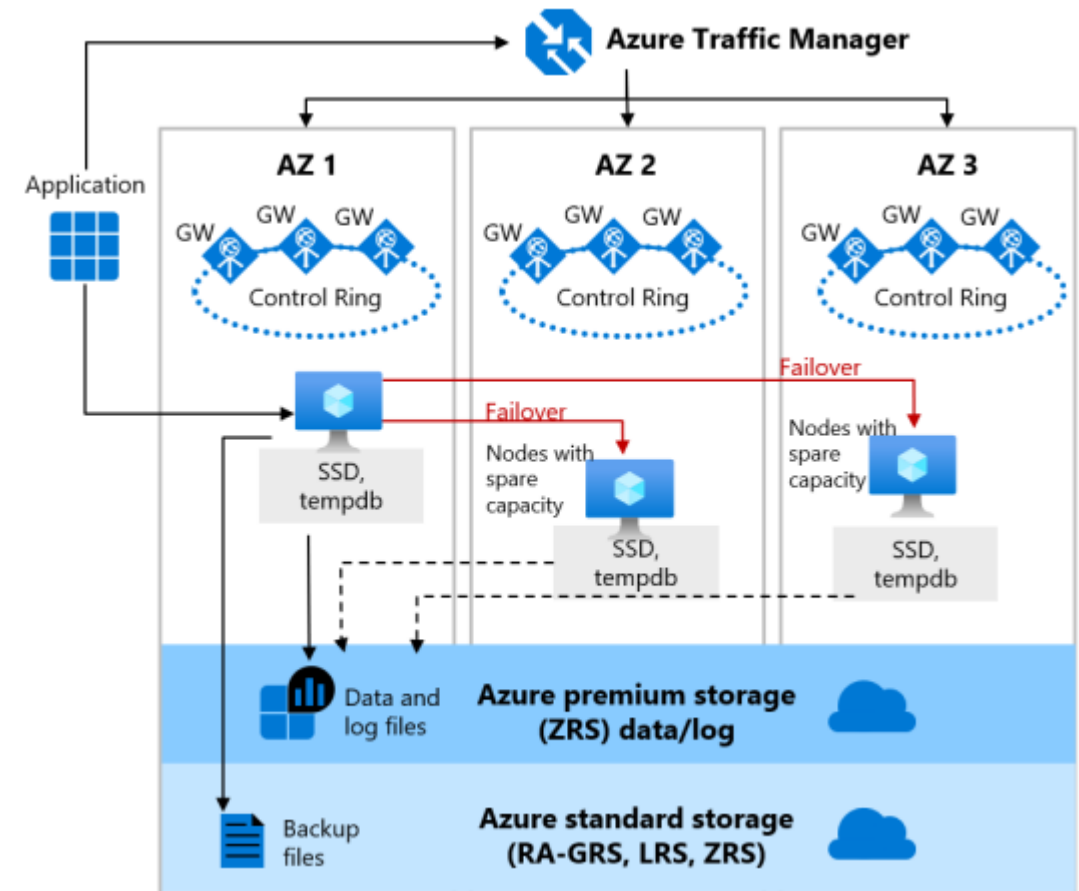 Azure Traffic Manager
Application
AZ 1
AZ 2
AZ 3
GW
GW
GW
Control Ring
GW
GW
GW
Control Ring
GW
GW
GW
Control Ring
Failover
Failover
Nodes with
spare
capacity
Nodes with
spare
capacity
SSD,
tempdb
SSD,
tempdb
SSD,
tempdb
Data and
log files
Azure premium storage
(ZRS) data/log
Backup
files
Azure standard storage
(RA-GRS, LRS, ZRS)